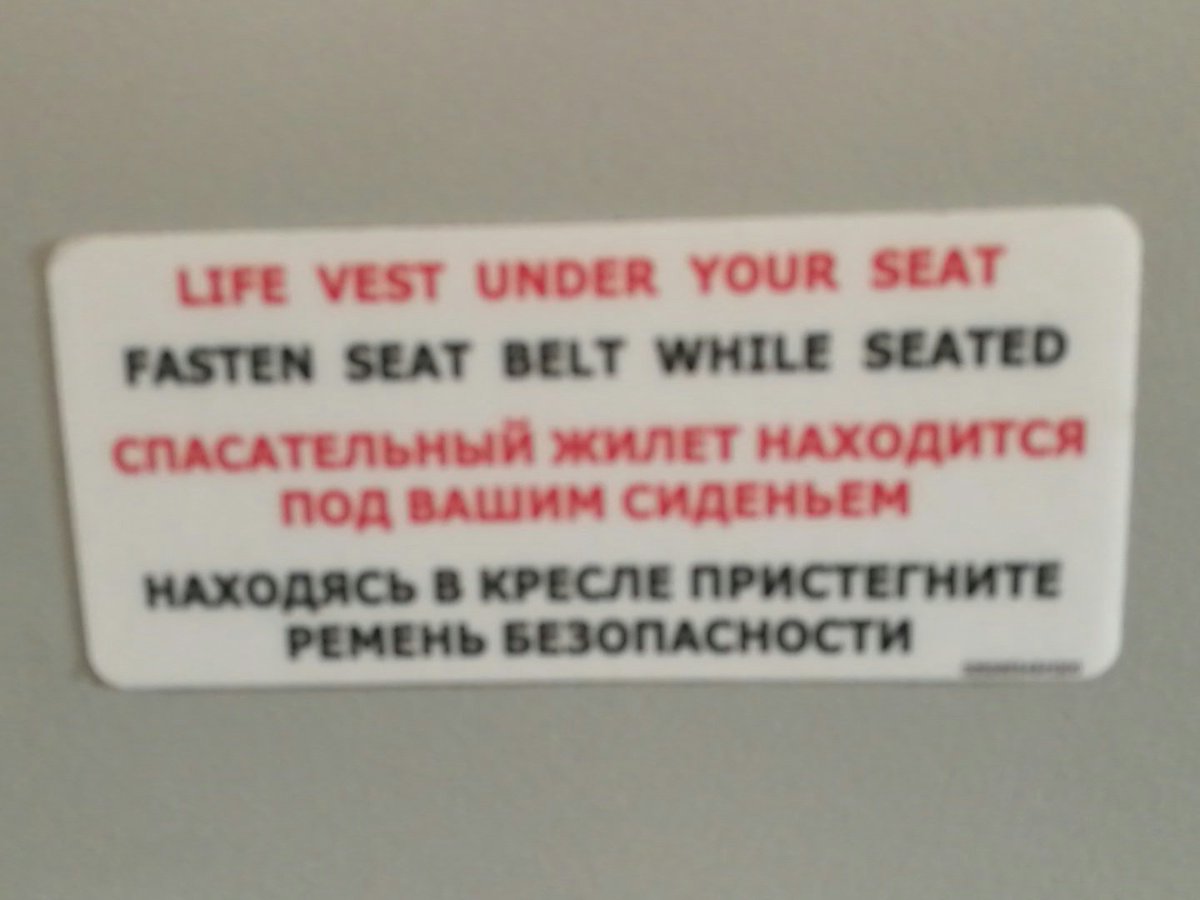 LIFE VEST UNDER YOUR SEAT
FASTEN SEAT BELT WHILE SEATED
СПАСАТЕЛЬНЫЙ ЖИЛЕТ НАХОДИТСЯ
ПОД ВАШИМ СИДЕНЬЕМ
НАХОДЯСЬ В КРЕСЛЕ ПРИСТЕГНИТЕ
РЕМЕНЬ БЕЗОПАСНОСТИ